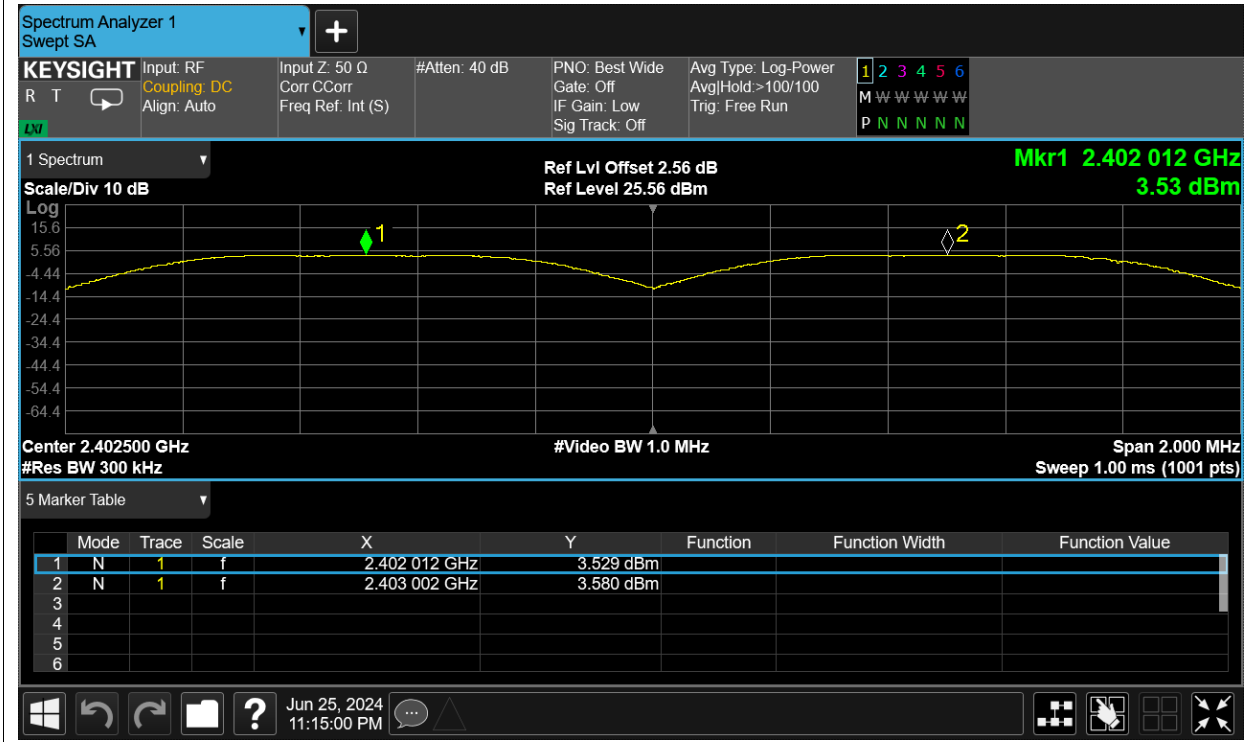 Spectrum Analyzer 1
Swept SA
+
KEYSIGHT
R T
LXI
Input: RF
Coupling: DC
Align: Auto
Input Z: 50 Ω
Corr CCorr
Freq Ref: Int (S)
#Atten: 40 dB
PNO: Best Wide
Gate: Off
IF Gain: Low
Sig Track: Off
Avg Type: Log-Power
Avg|Hold:>100/100
Trig: Free Run
1 2 3 4 5 6
M W W W W W
P N N N N N
1 Spectrum
Scale/Div 10 dB
Ref Lvl Offset 2.56 dB
Ref Level 25.56 dBm
Mkr1 2.402 012 GHz
3.53 dBm
Log
15.6
5.56
-4.44
-14.4
-24.4
-34.4
-44.4
-54.4
-64.4
1
2
Center 2.402500 GHz
#Video BW 1.0 MHz
Span 2.000 MHz
#Res BW 300 kHz
Sweep 1.00 ms (1001 pts)
5 Marker Table
Mode Trace Scale X Y Function Function Width Function Value
1 N 1 f 2.402 012 GHz 3.529 dBm
2 N 1 f 2.403 002 GHz 3.580 dBm
3
4
5
6
?
Jun 25, 2024
11:15:00 PM